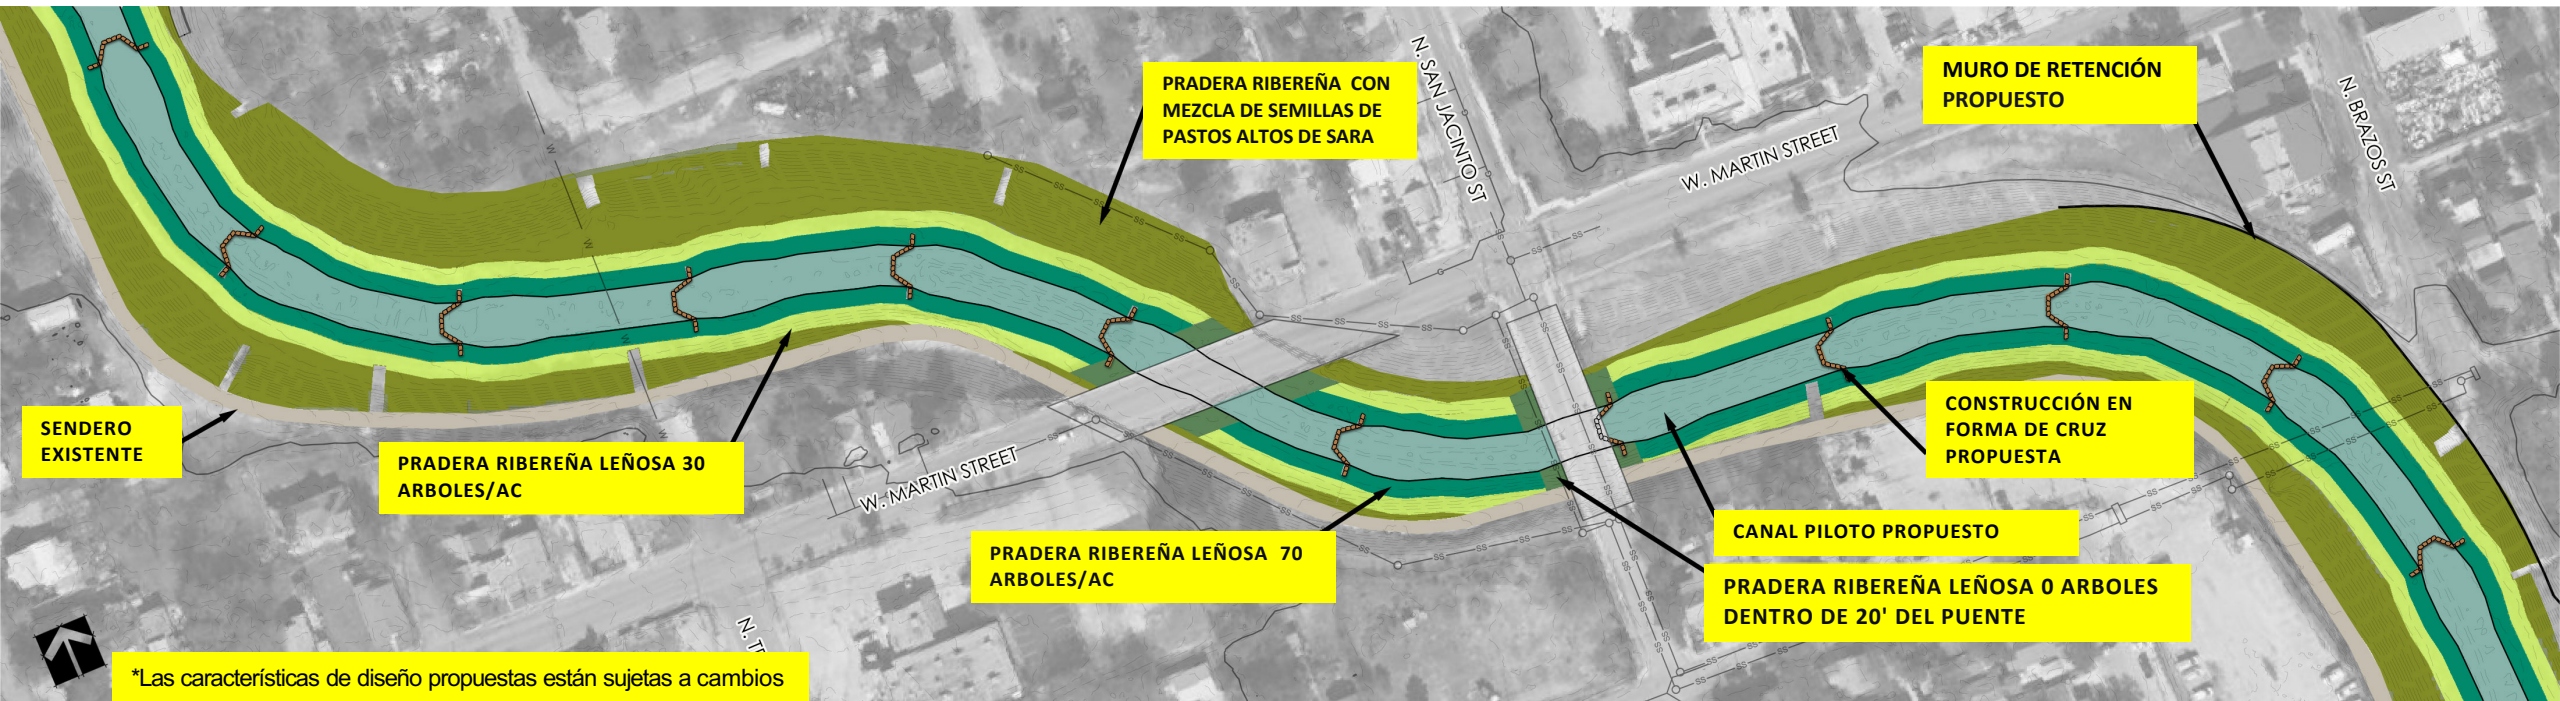 PRADERA RIBEREÑA CON
MEZCLA DE SEMILLAS DE
PASTOS ALTOS DE SARA
N. SAN JACINTO ST
W. MARTIN STREET
MURO DE RETENCIÓN
PROPUESTO
N. BRAZOS ST
SENDERO
EXISTENTE
PRADERA RIBEREÑA LEÑOSA 30
ARBOLES/AC
W. MARTIN STREET
PRADERA RIBEREÑA LEÑOSA 70
ARBOLES/AC
CONSTRUCCIÓN EN
FORMA DE CRUZ
PROPUESTA
CANAL PILOTO PROPUESTO
PRADERA RIBEREÑA LEÑOSA 0 ARBOLES
DENTRO DE 20' DEL PUENTE
N.
*Las características de diseño propuestas están sujetas a cambios